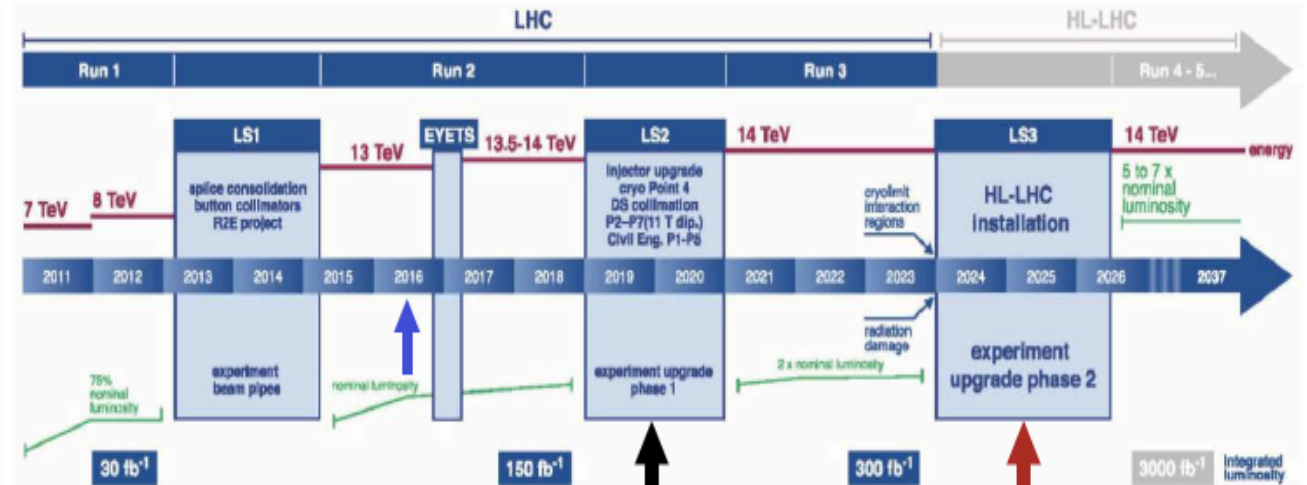 LHC
HL-LHC
Run 1
Run 2
Run 3
Run 4 - 5...
LS1
EYETS
LS2
LS3
7 TeV
8 TeV
13 TeV
13.5-14 TeV
14 TeV
14 TeV
energy
splice consolidation
button collimators
R2E project
Injector upgrade
cryo Point 4
DS collimation
P2-P7(11 T dip.)
Civil Eng. P1-P5
cryolimit
interaction
regions
HL-LHC
installation
5 to 7 x
nominal
luminosity
2011
2012
2013
2014
2015
2016
2017
2018
2019
2020
2021
2022
2023
2024
2025
2026
2037
75%
nominal
luminosity
experiment
beam pipes
nominal luminosity
experiment upgrade
phase 1
2 x nominal luminosity
radiation
damage
experiment
upgrade phase 2
30 fb⁻¹
150 fb⁻¹
300 fb⁻¹
3000 fb⁻¹
Integrated
luminosity